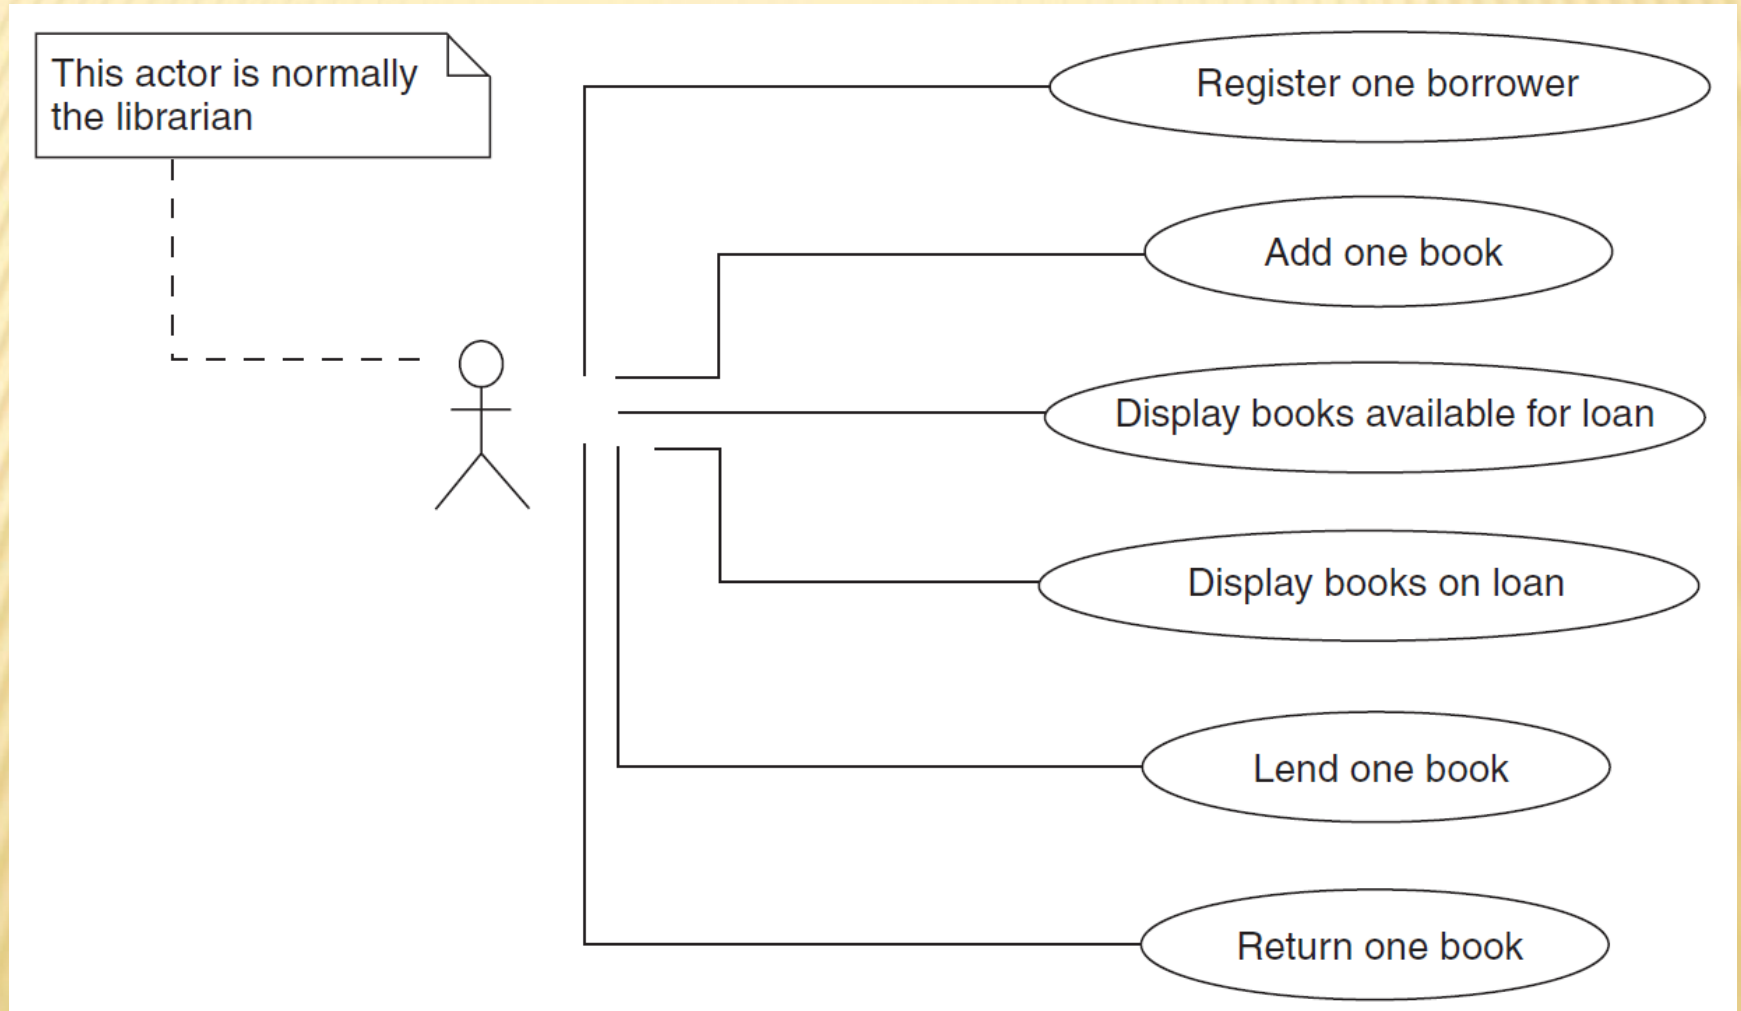 This actor is normally
the librarian
Register one borrower
Add one book
Display books available for loan
Display books on loan
Lend one book
Return one book